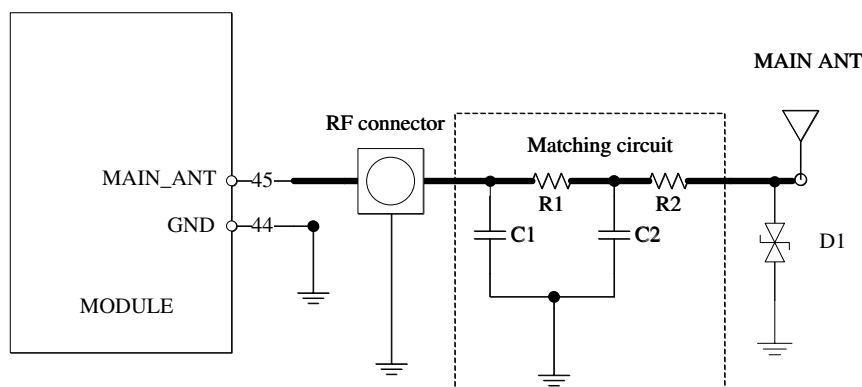 MAIN ANT
RF connector
Matching circuit
MAIN_ANT
45
R1
R2
GND
44
C1
C2
D1
MODULE